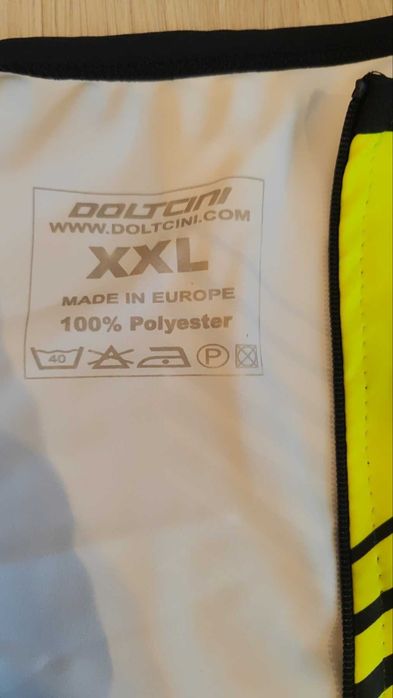 DOLTCINI
WWW.DOLTCINI.COM
XXL
MADE IN EUROPE
100% Polyester
40 P